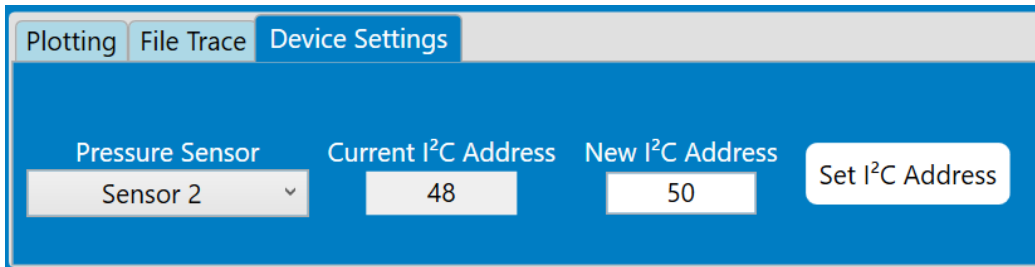 Plotting File Trace Device Settings
Pressure Sensor Current I²C Address New I²C Address
Sensor 2 48 50 Set I²C Address